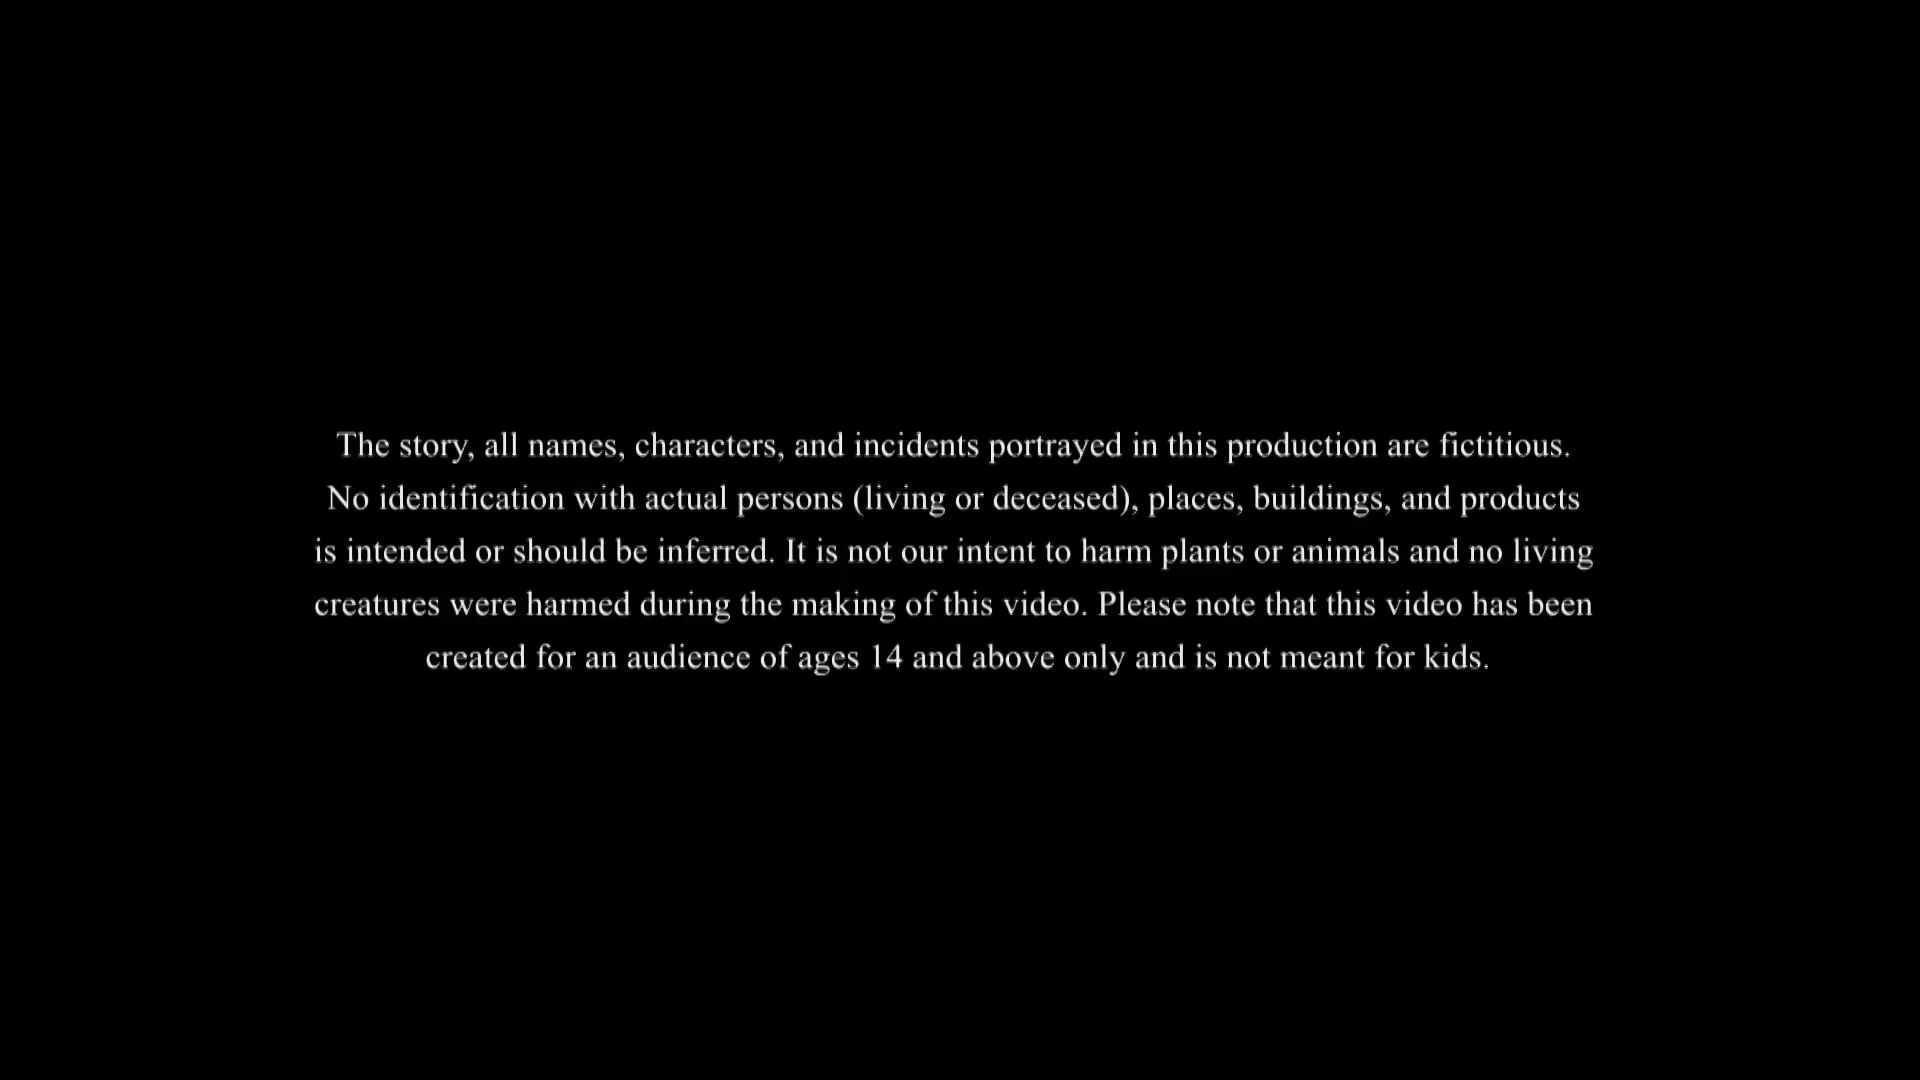 The story, all names, characters, and incidents portrayed in this production are fictitious.
No identification with actual persons (living or deceased), places, buildings, and products
is intended or should be inferred. It is not our intent to harm plants or animals and no living
creatures were harmed during the making of this video. Please note that this video has been
created for an audience of ages 14 and above only and is not meant for kids.